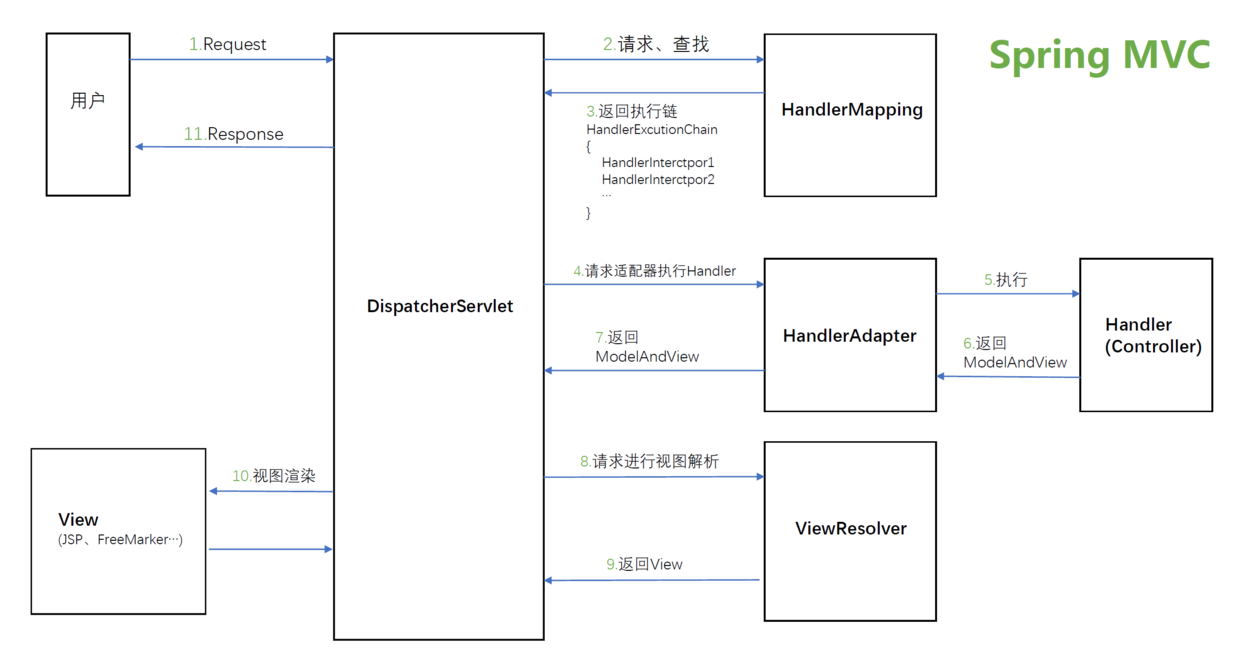 Spring MVC
用户
1.Request
11.Response
DispatcherServlet
2.请求、查找
3.返回执行链
HandlerExcutionChain
{
HandlerInterctpor1
HandlerInterctpor2
...
}
HandlerMapping
4.请求适配器执行Handler
7.返回
ModelAndView
HandlerAdapter
5.执行
6.返回
ModelAndView
Handler
(Controller)
8.请求进行视图解析
9.返回View
ViewResolver
10.视图渲染
View
(JSP、FreeMarker…)